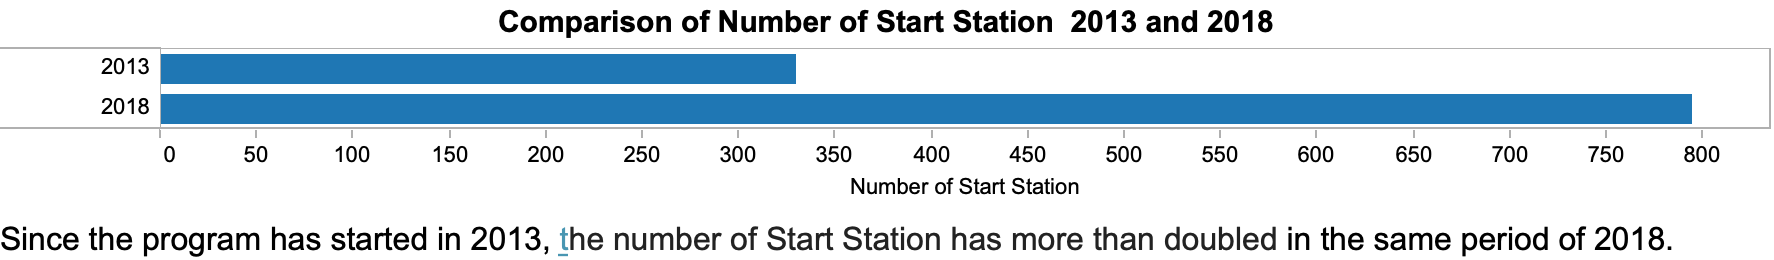 Comparison of Number of Start Station 2013 and 2018
2013
2018
0 50 100 150 200 250 300 350 400 450 500 550 600 650 700 750 800
Number of Start Station
Since the program has started in 2013, the number of Start Station has more than doubled in the same period of 2018.